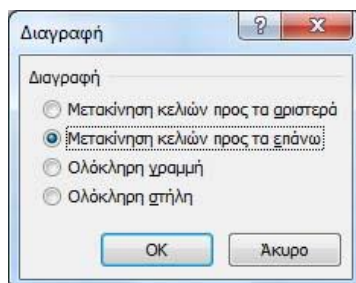 Διαγραφή
Διαγραφή
Μετακίνηση κελιών προς τα αριστερά
Μετακίνηση κελιών προς τα επάνω
Ολόκληρη γραμμή
Ολόκληρη στήλη
OK
Άκυρο